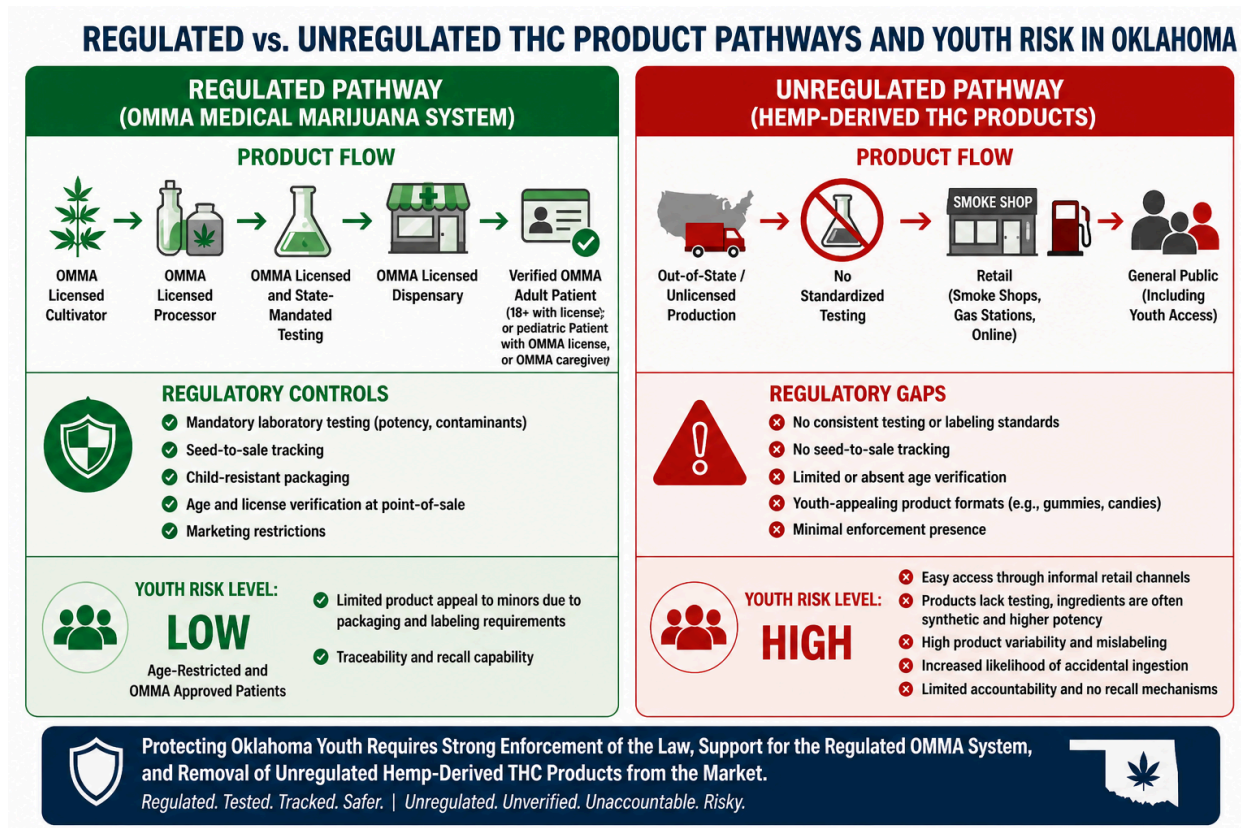 REGULATED vs. UNREGULATED THC PRODUCT PATHWAYS AND YOUTH RISK IN OKLAHOMA
REGULATED PATHWAY
(OMMA MEDICAL MARIJUANA SYSTEM)
PRODUCT FLOW
OMMA
Licensed
Cultivator
OMMA
Licensed
Processor
OMMA Licensed
and State-
Mandated
Testing
OMMA Licensed
Dispensary
Verified OMMA
Adult Patient
(18+ with license);
or pediatric Patient
with OMMA license,
or OMMA caregiver)
REGULATORY CONTROLS
Mandatory laboratory testing (potency, contaminants)
Seed-to-sale tracking
Child-resistant packaging
Age and license verification at point-of-sale
Marketing restrictions
YOUTH RISK LEVEL:
LOW
Age-Restricted and
OMMA Approved Patients
Limited product appeal to minors due to
packaging and labeling requirements
Traceability and recall capability
UNREGULATED PATHWAY
(HEMP-DERIVED THC PRODUCTS)
PRODUCT FLOW
Out-of-State /
Unlicensed
Production
No
Standardized
Testing
SMOKE SHOP
Retail
(Smoke Shops,
Gas Stations,
Online)
General Public
(Including
Youth Access)
REGULATORY GAPS
No consistent testing or labeling standards
No seed-to-sale tracking
Limited or absent age verification
Youth-appealing product formats (e.g., gummies, candies)
Minimal enforcement presence
YOUTH RISK LEVEL:
HIGH
Easy access through informal retail channels
Products lack testing, ingredients are often
synthetic and higher potency
High product variability and mislabeling
Increased likelihood of accidental ingestion
Limited accountability and no recall mechanisms
Protecting Oklahoma Youth Requires Strong Enforcement of the Law, Support for the Regulated OMMA System,
and Removal of Unregulated Hemp-Derived THC Products from the Market.
Regulated. Tested. Tracked. Safer. | Unregulated. Unverified. Unaccountable. Risky.